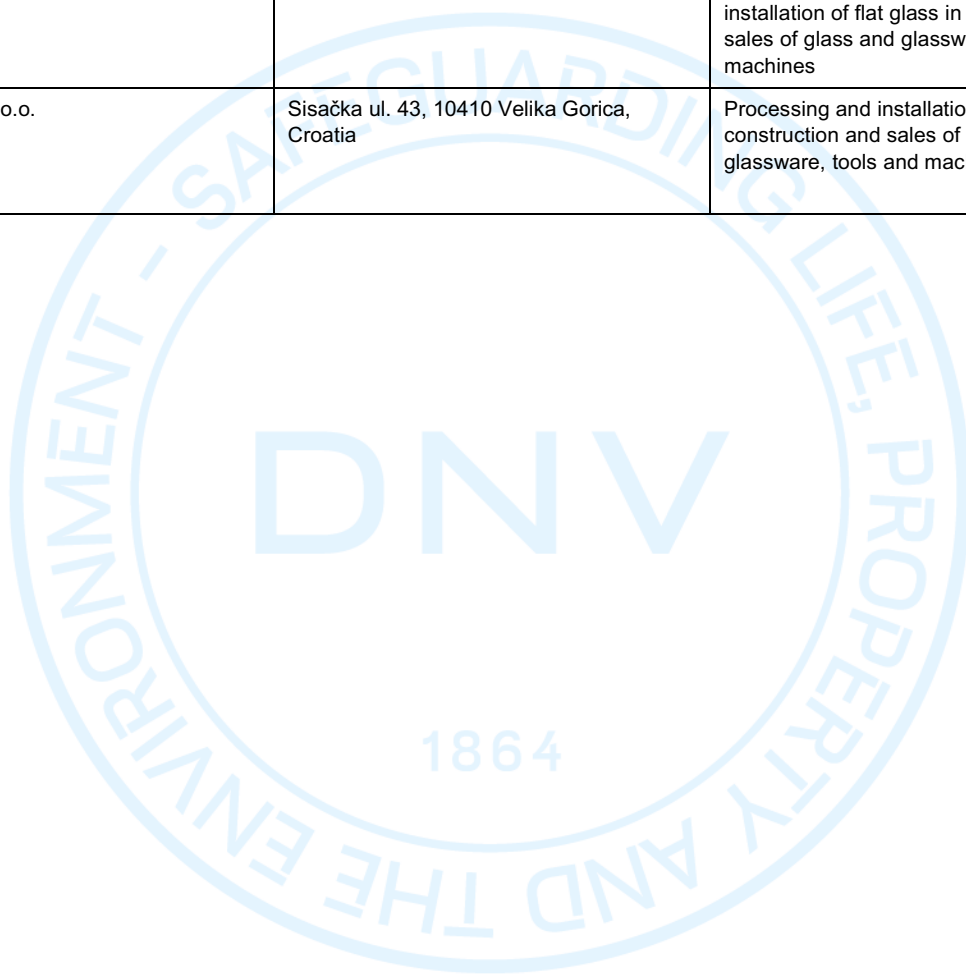 installation of flat glass in
sales of glass and glassw
machines
o.o.
Sisačka ul. 43, 10410 Velika Gorica,
Croatia
Processing and installatio
construction and sales of
glassware, tools and mac
SAFEGUARDING LIFE, PROPERTY AND THE ENVIRONMENT -
DNV
1864